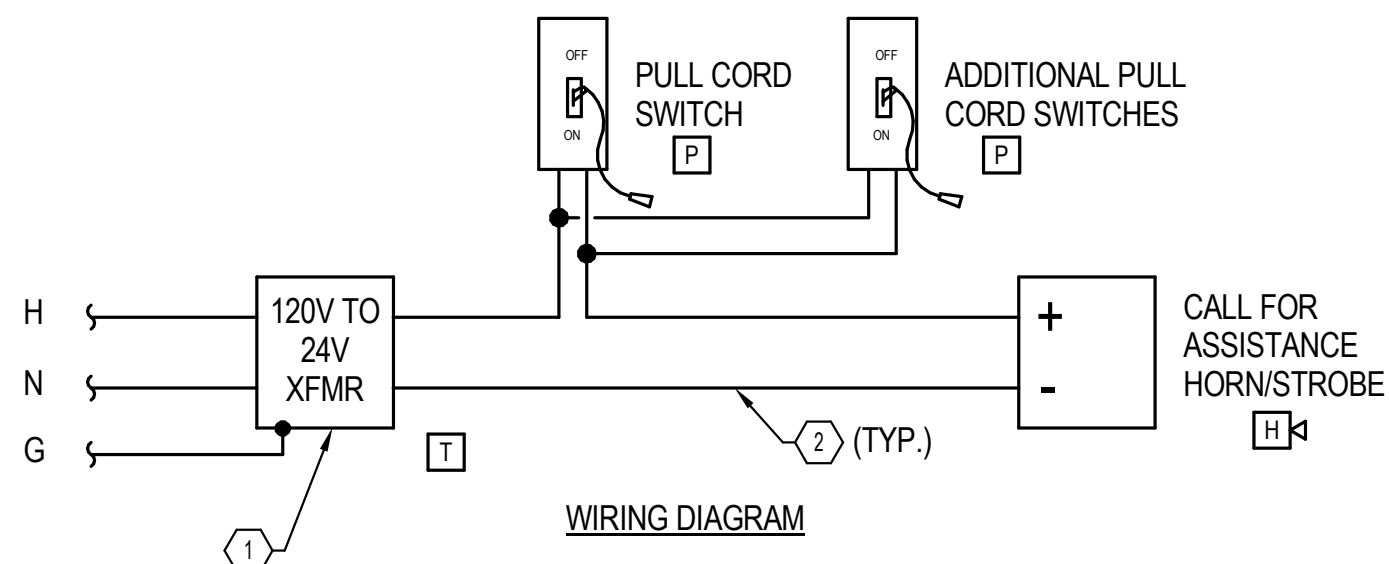 OFF
ON
PULL CORD
SWITCH
P
OFF
ON
ADDITIONAL PULL
CORD SWITCHES
P
H
N
G
120V TO
24V
XFMR
T
+
-
CALL FOR
ASSISTANCE
HORN/STROBE
H
2 (TYP.)
WIRING DIAGRAM
1